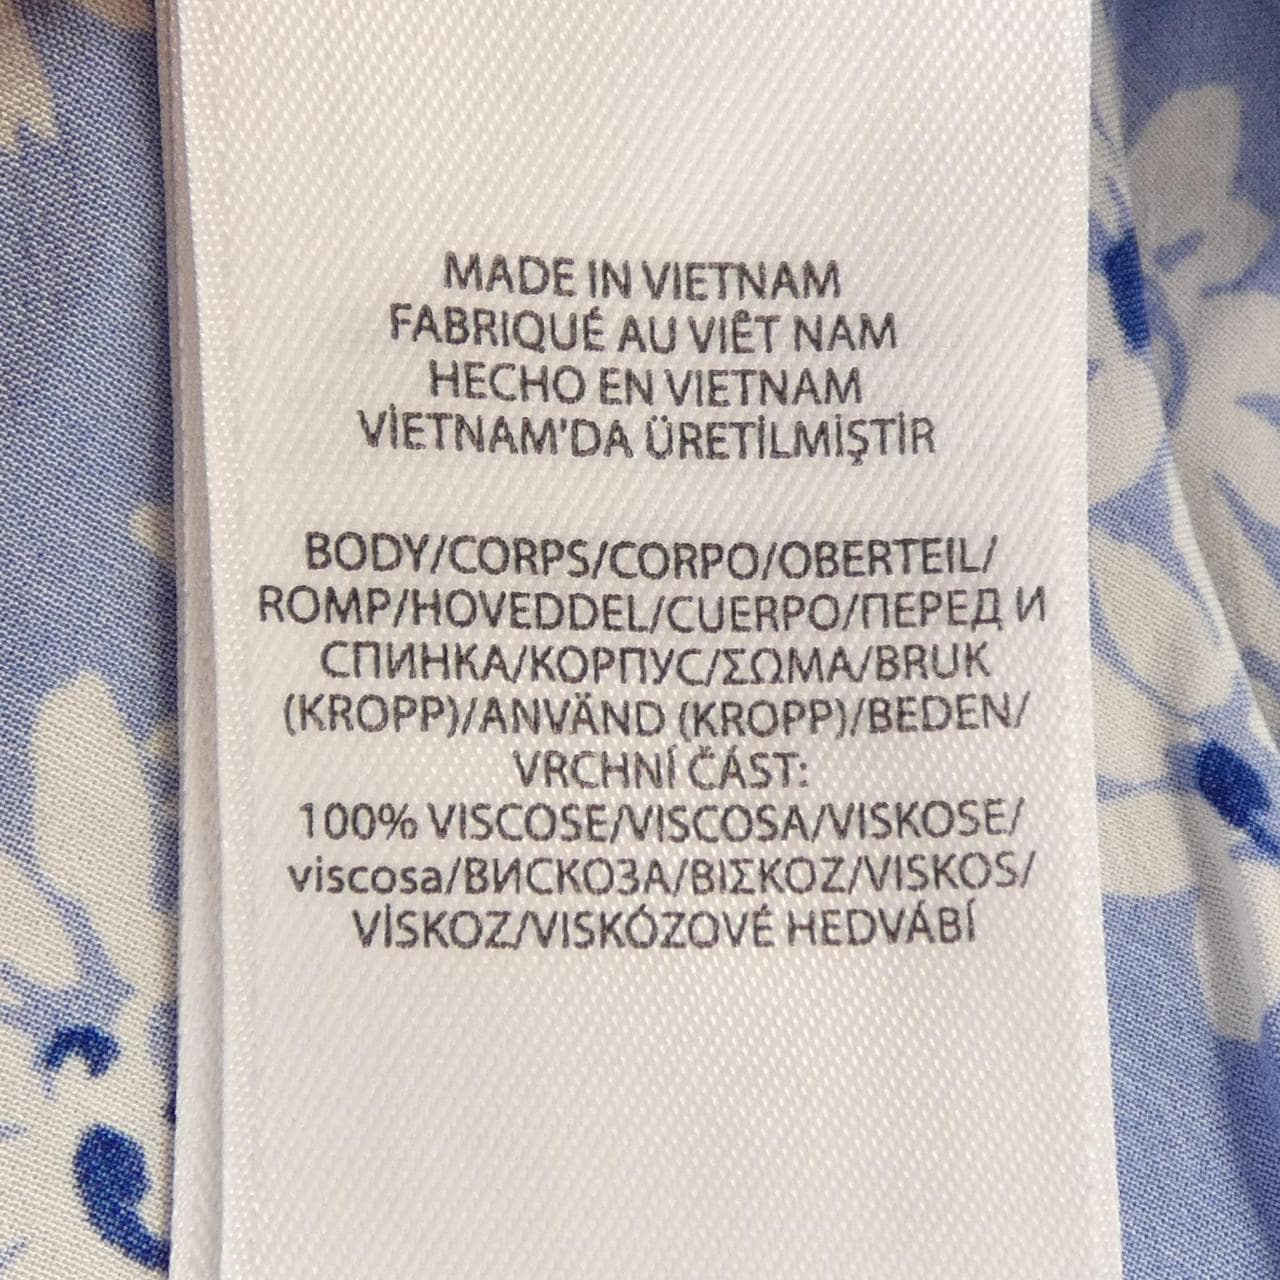 MADE IN VIETNAM
FABRIQUÉ AU VIÊT NAM
HECHO EN VIETNAM
VİETNAM'DA ÜRETİLMİŞTİR
BODY/CORPS/CORPO/OBERTEIL/
ROMP/HOVEDDEL/CUERPO/ПЕРЕД И
СПИНКА/КОРПУС/ΣΩΜΑ/BRUK
(KROPP)/ANVÄND (KROPP)/BEDEN/
VRCHNÍ ČÁST:
100% VISCOSE/VISCOSA/VISKOSE/
viscosa/ВИСКОЗА/ΒΙΣΚΟΖ/VISKOS/
VİSKOZ/VISKÓZOVÉ HEDVÁBÍ